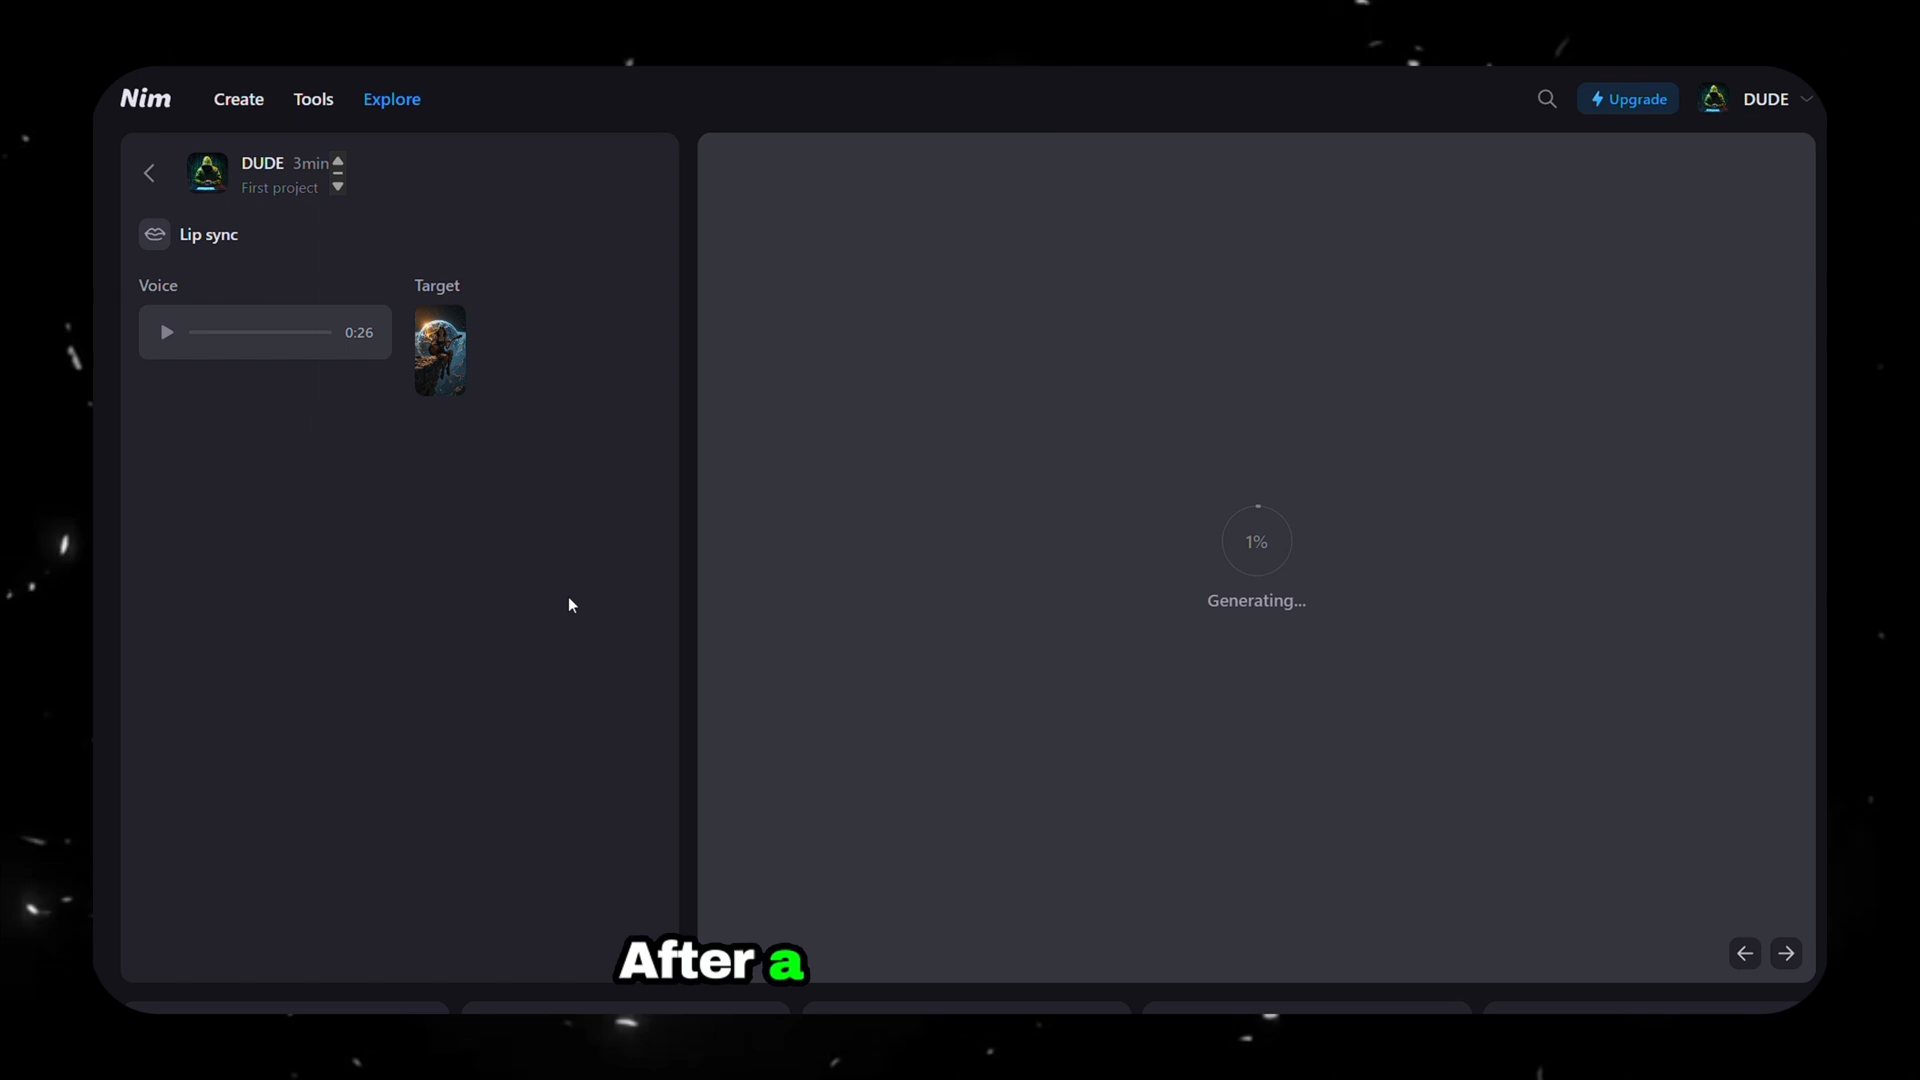 Nim Create Tools Explore Upgrade DUDE
DUDE 3min
First project
Lip sync
Voice Target
0:26
1%
Generating...
After a